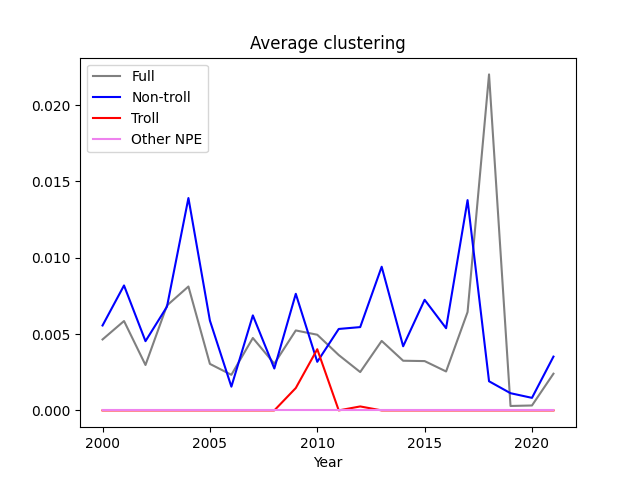 Average clustering
Full
Non-troll
Troll
Other NPE
0.020
0.015
0.010
0.005
0.000
2000 2005 2010 2015 2020
Year